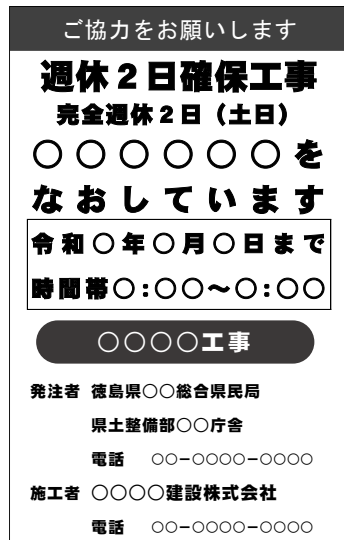 ご協力をお願いします
週休２日確保工事
完全週休２日（土日）
○○○○○○を
なおしています
令和○年○月○日まで
時間帯○:○○～○:○○
○○○○工事
発注者 徳島県○○総合県民局
県土整備部○○庁舎
電話 ○○−○○○○−○○○○
施工者 ○○○○建設株式会社
電話 ○○−○○○○−○○○○